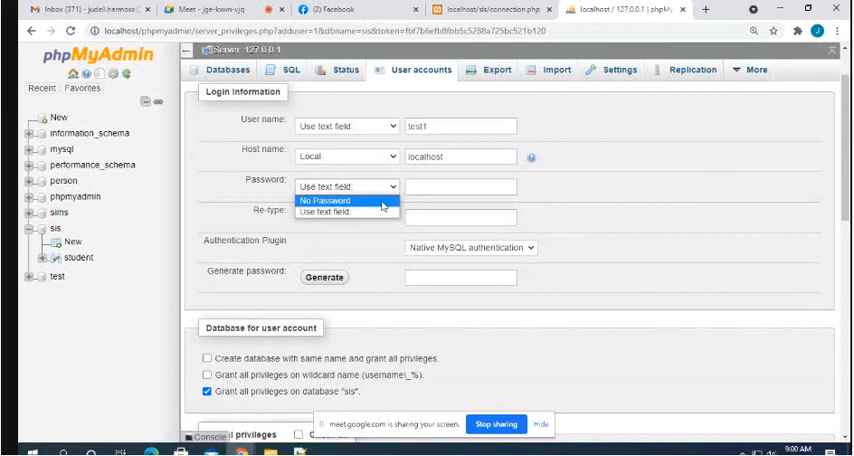 Inbox (371) - judell.hermosa
Meet - jge-kwvn-vjq
(2) Facebook
localhost/sis/connection.php
localhost / 127.0.0.1 | phpMy
localhost/phpmyadmin/server_privileges.php?adduser=1&dbname=sis&token=fbf7b6efb8fbb5c5288a725bc521b120
J
phpMyAdmin
Recent Favorites
New
information_schema
mysql
performance_schema
person
phpmyadmin
sims
sis
New
student
test
Server: 127.0.0.1
Databases SQL Status User accounts Export Import Settings Replication More
Login Information
User name: Use text field: test1
Host name: Local localhost
Password: Use text field:
No Password
Use text field:
Re-type:
Authentication Plugin Native MySQL authentication
Generate password: Generate
Database for user account
Create database with same name and grant all privileges.
Grant all privileges on wildcard name (username\_%).
Grant all privileges on database "sis".
meet.google.com is sharing your screen. Stop sharing Hide
Console
l privileges
9:00 AM